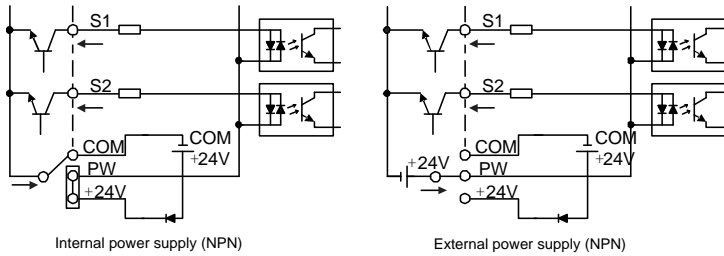 S1
S2
COM
COM
+24V
PW
+24V
Internal power supply (NPN)
S1
S2
COM
COM
+24V
+24V
PW
+24V
External power supply (NPN)